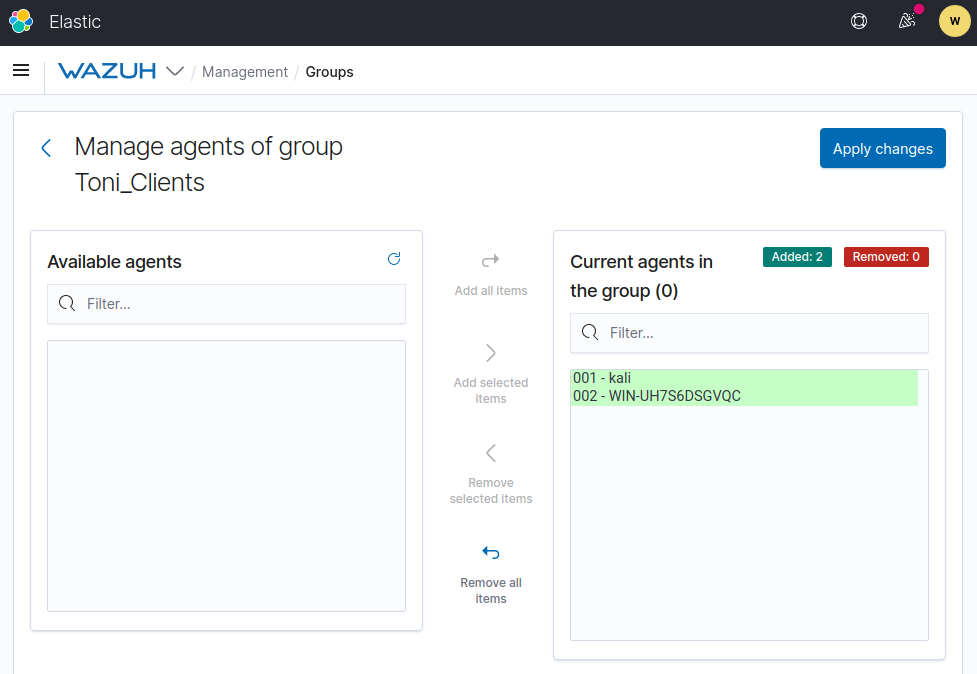 Elastic
W
WAZUH / Management / Groups
Manage agents of group
Toni_Clients
Apply changes
Available agents
Filter...
Add all items
Add selected
items
Remove
selected items
Remove all
items
Current agents in
the group (0)
Added: 2
Removed: 0
Filter...
001 - kali
002 - WIN-UH7S6DSGVQC